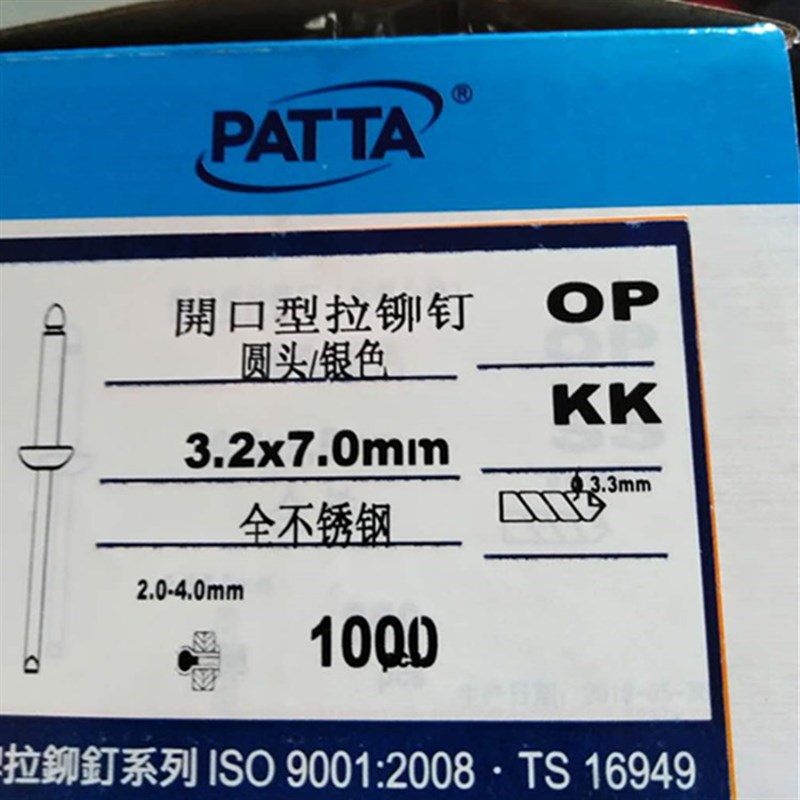 PATTA®
開口型拉铆钉
圆头/银色
OP
KK
3.2x7.0mm
ϕ 3.3mm
全不锈钢
2.0-4.0mm
1000
拉鉚釘系列 ISO 9001:2008 · TS 16949